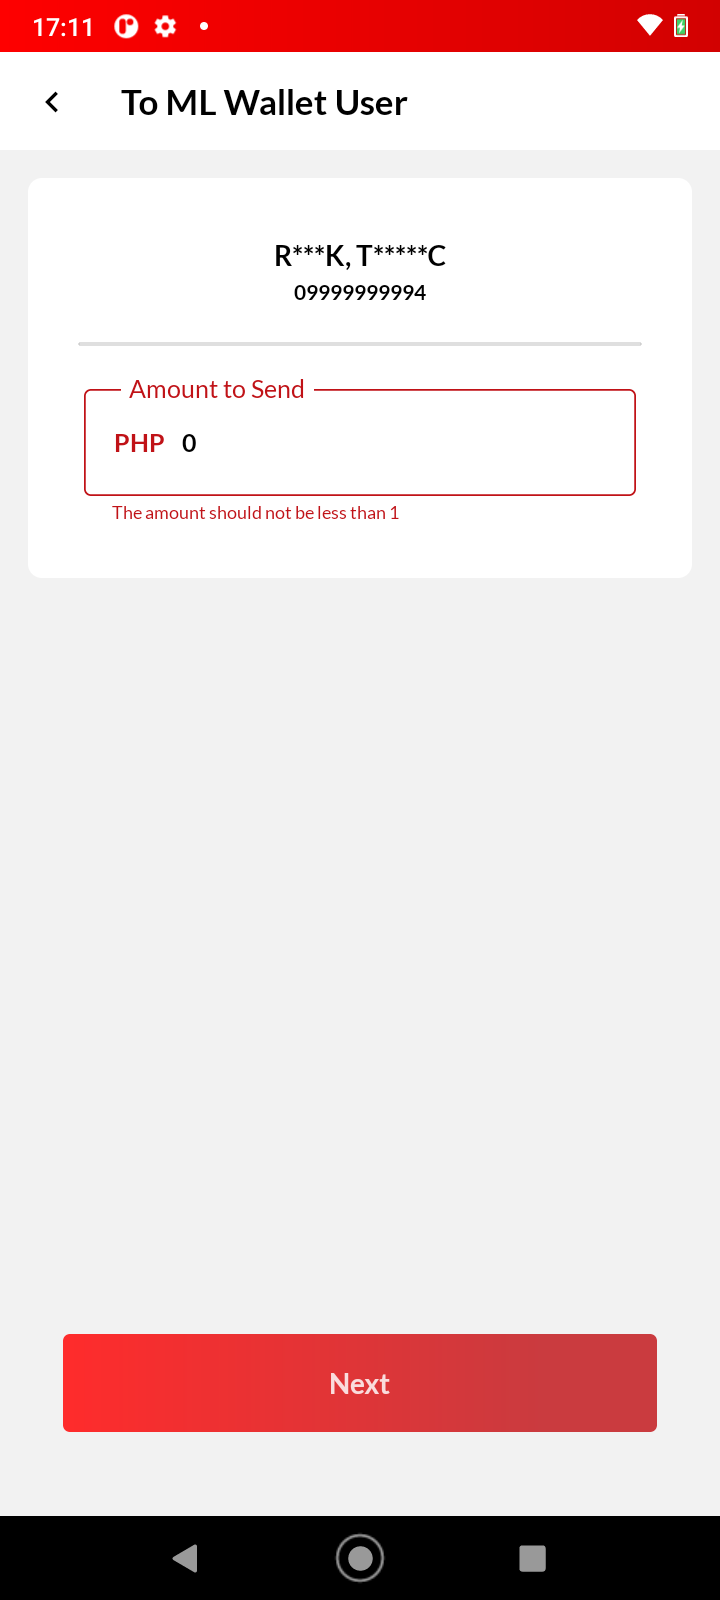 17:11
To ML Wallet User
R***K, T*****C
09999999994
Amount to Send
PHP 0
The amount should not be less than 1
Next